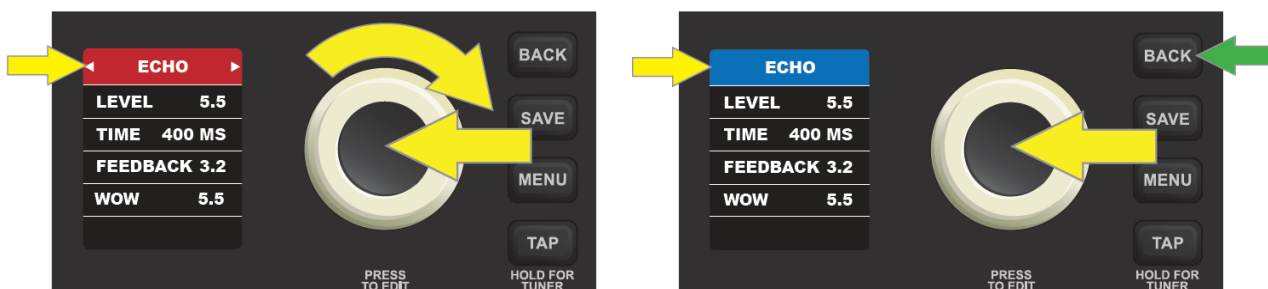 ECHO
LEVEL 5.5
TIME 400 MS
FEEDBACK 3.2
WOW 5.5
BACK
SAVE
MENU
TAP
PRESS
TO EDIT
HOLD FOR
TUNER
ECHO
LEVEL 5.5
TIME 400 MS
FEEDBACK 3.2
WOW 5.5
BACK
SAVE
MENU
TAP
PRESS
TO EDIT
HOLD FOR
TUNER